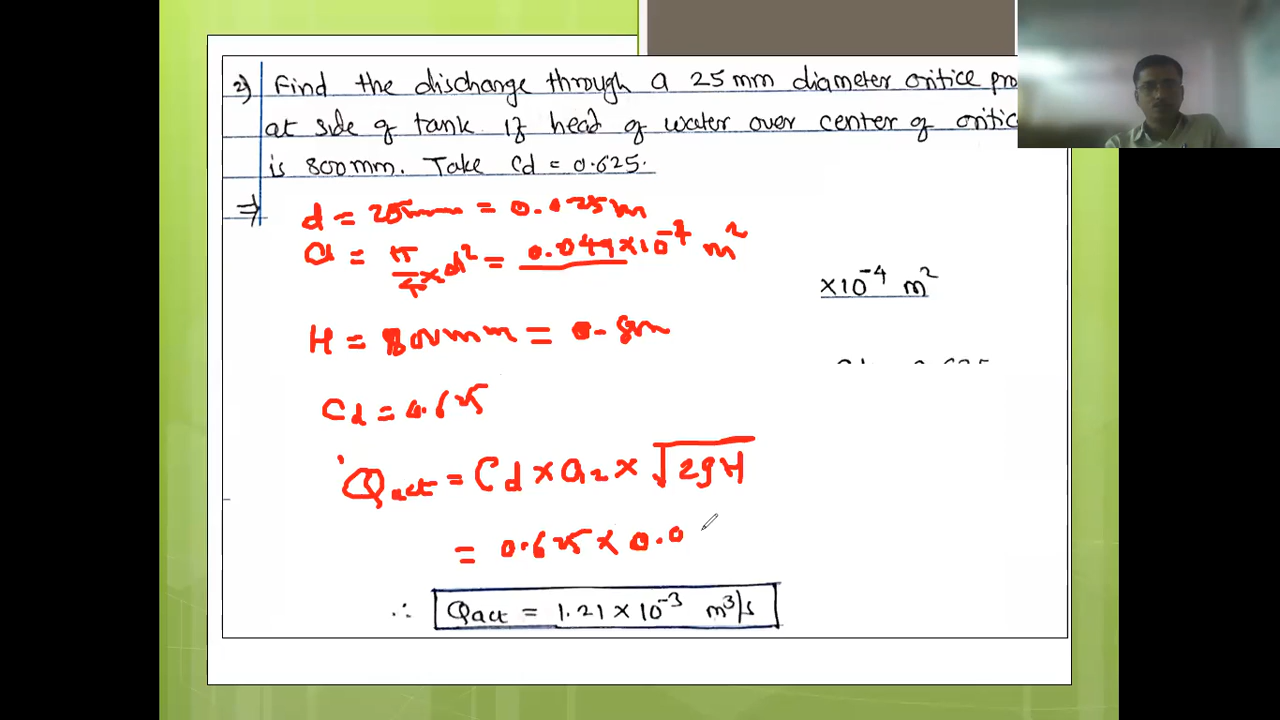 2) Find the discharge through a 25 mm diameter orifice pro
at side of tank if head of water over center of orific
is 800mm. Take Cd = 0.625.
⇒
d = 25mm = 0.025m
a = π/4 × d² = 0.049×10⁻⁴ m²
×10⁻⁴ m²
H = 800mm = 0.8m
Cd = 0.625
Qact = Cd × a₂ × √2gH
= 0.625 × 0.0
∴ Qact = 1.21 × 10⁻³ m³/s